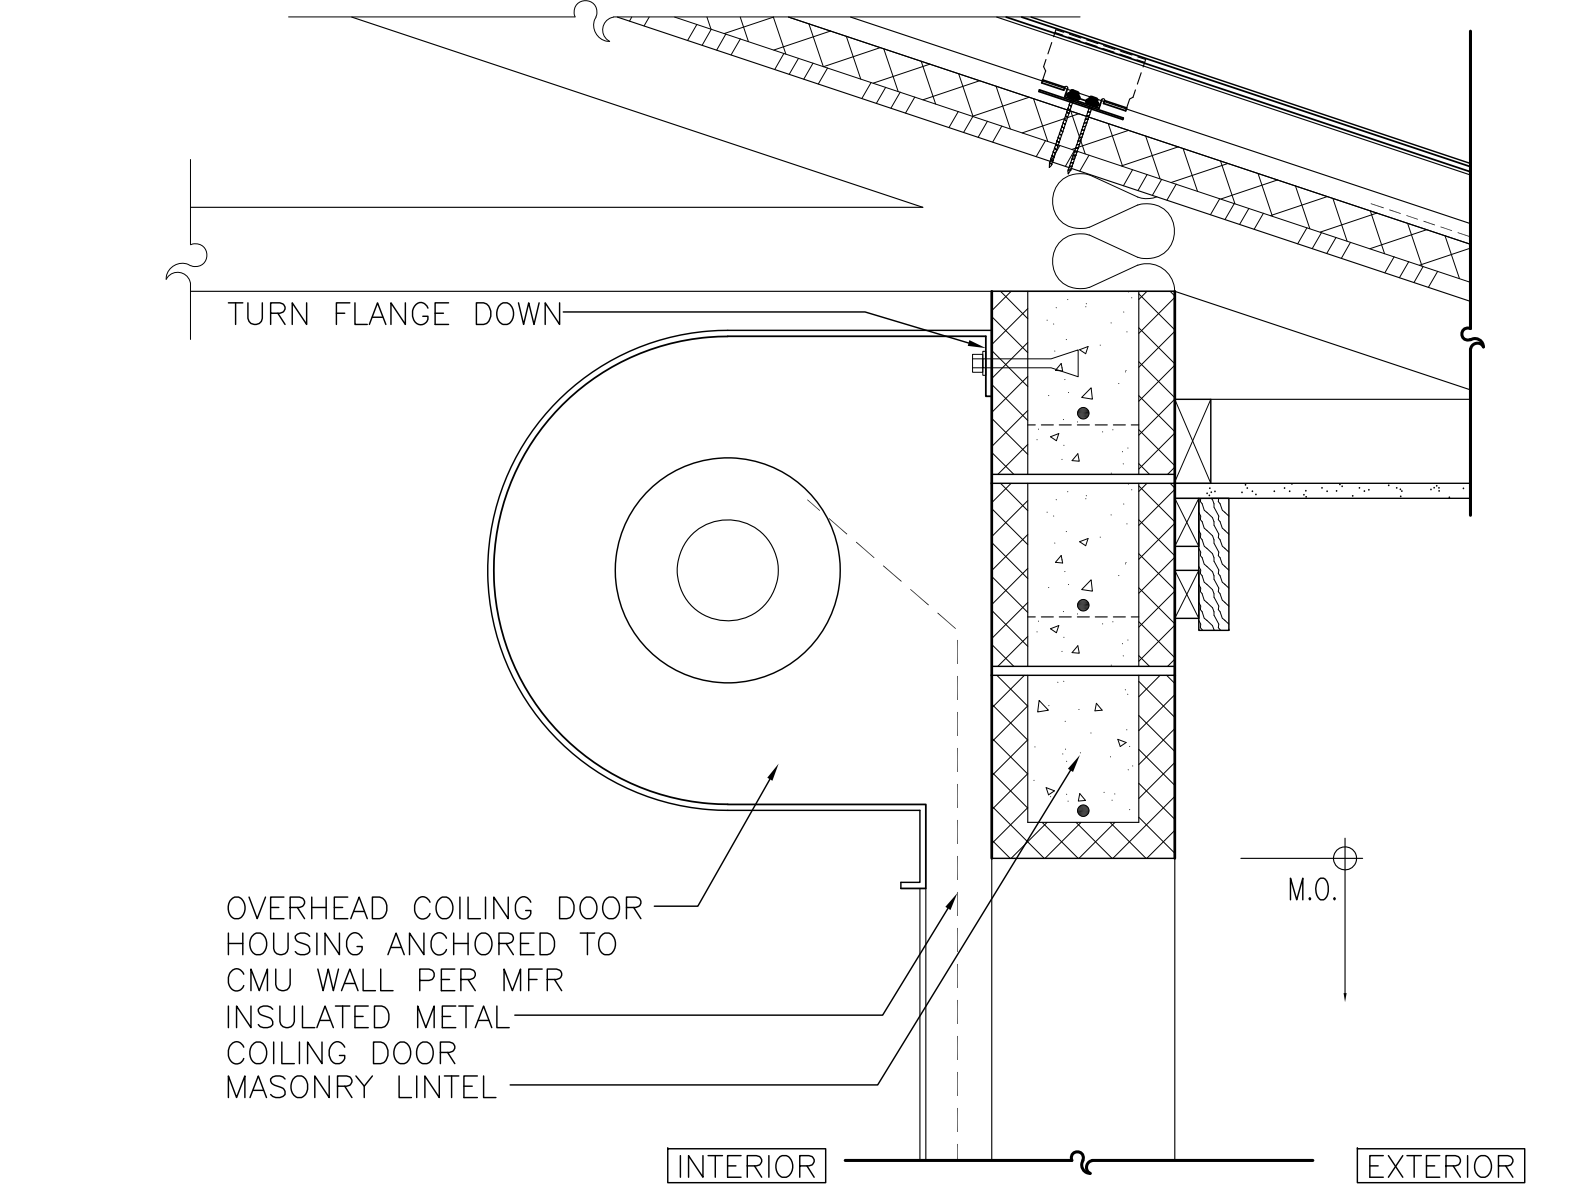 TURN FLANGE DOWN
OVERHEAD COILING DOOR
HOUSING ANCHORED TO
CMU WALL PER MFR
INSULATED METAL
COILING DOOR
MASONRY LINTEL
M.O.
INTERIOR
EXTERIOR